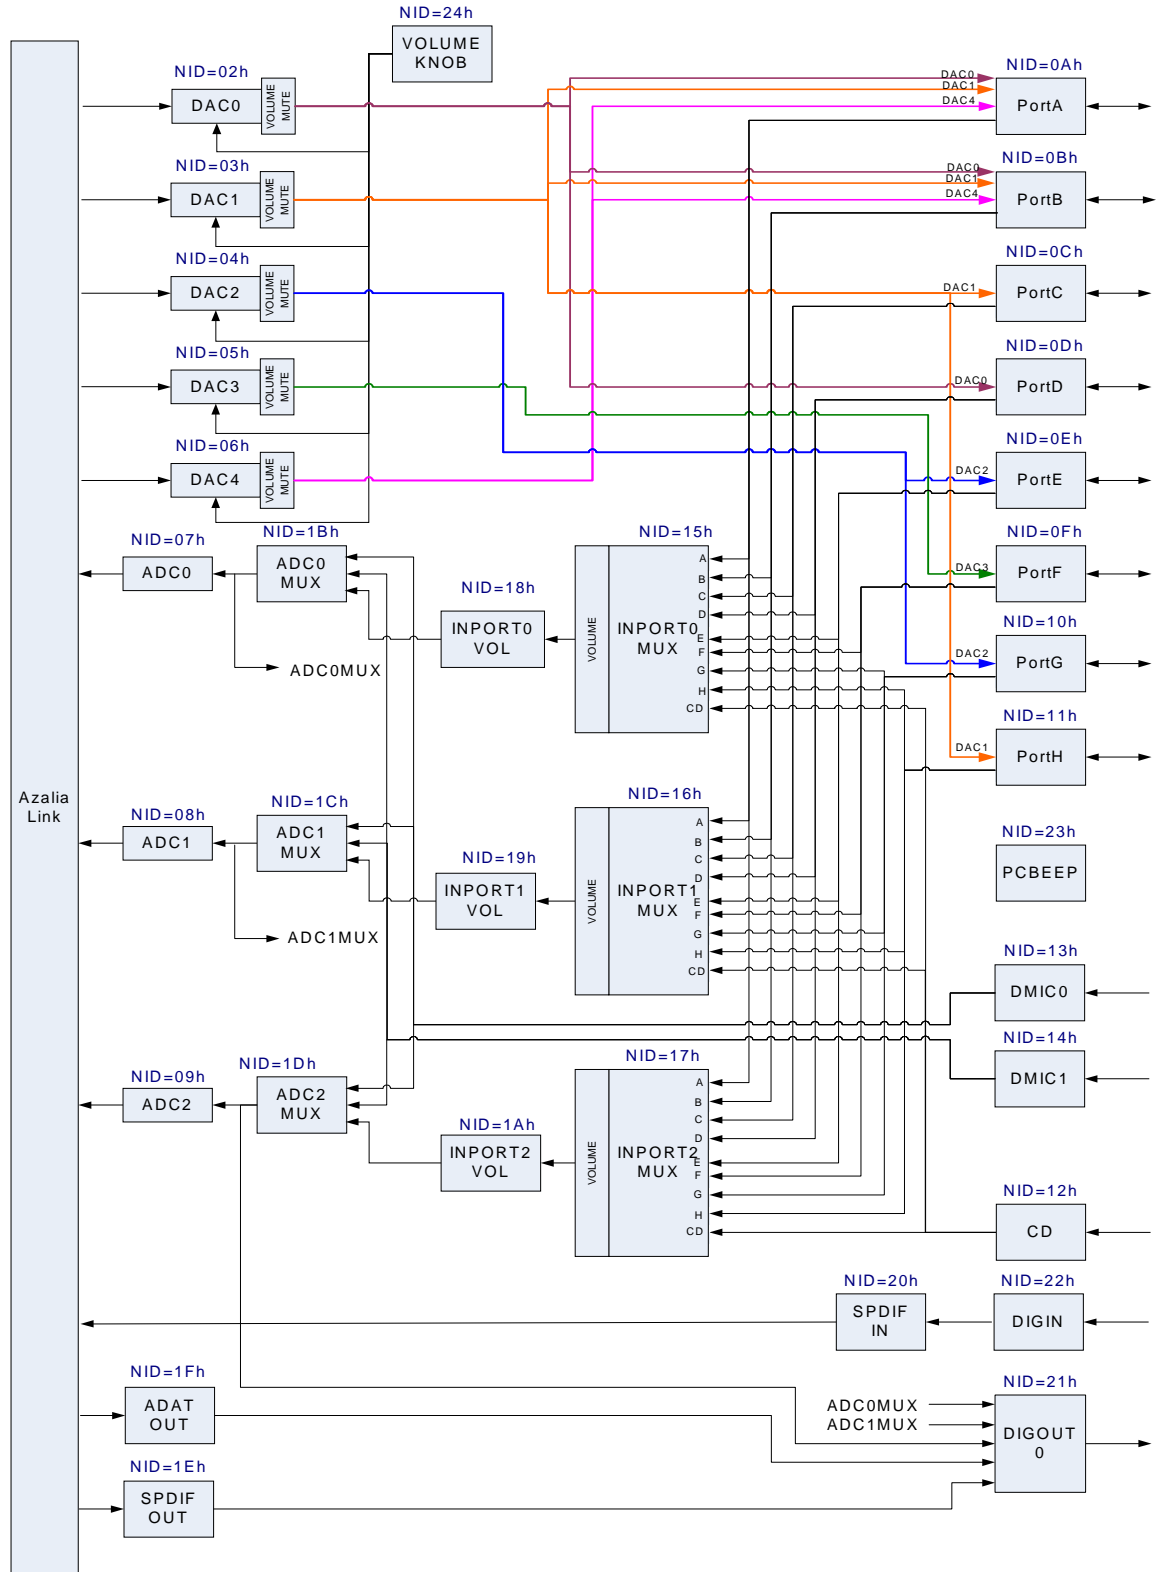 NID=24h
VOLUME
KNOB
NID=02h
DAC0
VOLUME
MUTE
NID=03h
DAC1
VOLUME
MUTE
NID=04h
DAC2
VOLUME
MUTE
NID=05h
DAC3
VOLUME
MUTE
NID=06h
DAC4
VOLUME
MUTE
DAC0
DAC1
DAC4
NID=0Ah
PortA
DAC0
DAC1
DAC4
NID=0Bh
PortB
DAC1
NID=0Ch
PortC
DAC0
NID=0Dh
PortD
DAC2
NID=0Eh
PortE
DAC3
NID=0Fh
PortF
DAC2
NID=10h
PortG
DAC1
NID=11h
PortH
NID=07h
ADC0
NID=1Bh
ADC0
MUX
ADC0MUX
NID=18h
INPORT0
VOL
NID=15h
VOLUME
INPORT0
MUX
A
B
C
D
E
F
G
H
CD
Azalia
Link
NID=08h
ADC1
NID=1Ch
ADC1
MUX
ADC1MUX
NID=19h
INPORT1
VOL
NID=16h
VOLUME
INPORT1
MUX
A
B
C
D
E
F
G
H
CD
NID=23h
PCBEEP
NID=13h
DMIC0
NID=14h
DMIC1
NID=09h
ADC2
NID=1Dh
ADC2
MUX
NID=1Ah
INPORT2
VOL
NID=17h
VOLUME
INPORT2
MUX
A
B
C
D
E
F
G
H
CD
NID=12h
CD
NID=20h
SPDIF
IN
NID=22h
DIGIN
NID=1Fh
ADAT
OUT
NID=1Eh
SPDIF
OUT
ADC0MUX
ADC1MUX
NID=21h
DIGOUT
0